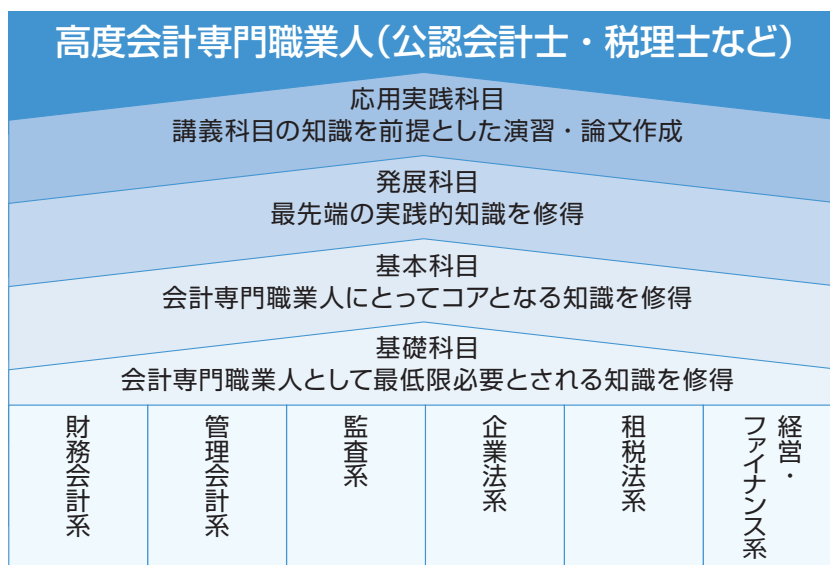 高度会計専門職業人（公認会計士・税理士など）
応用実践科目
講義科目の知識を前提とした演習・論文作成
発展科目
最先端の実践的知識を修得
基本科目
会計専門職業人にとってコアとなる知識を修得
基礎科目
会計専門職業人として最低限必要とされる知識を修得
財務会計系
管理会計系
監査系
企業法系
租税法系
経営・
ファイナンス系